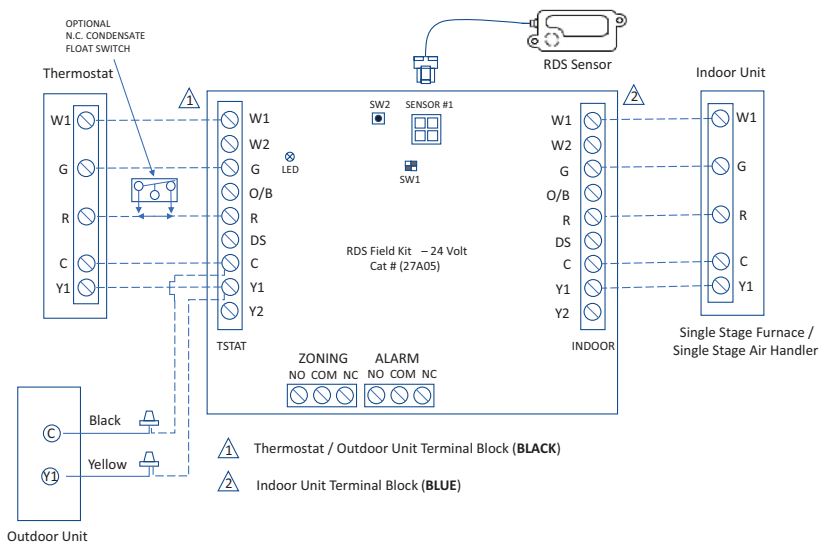 OPTIONAL
N.C. CONDENSATE
FLOAT SWITCH
Thermostat
W1
G
R
C
Y1
1
W1
W2
G
O/B
R
DS
C
Y1
Y2
TSTAT
LED
SW2
SENSOR #1
SW1
RDS Sensor
RDS Field Kit – 24 Volt
Cat # (27A05)
ZONING
NO COM NC
ALARM
NO COM NC
2
W1
W2
G
O/B
R
DS
C
Y1
Y2
INDOOR
Indoor Unit
W1
G
R
C
Y1
Single Stage Furnace /
Single Stage Air Handler
C
Black
Y1
Yellow
Outdoor Unit
1 Thermostat / Outdoor Unit Terminal Block (BLACK)
2 Indoor Unit Terminal Block (BLUE)